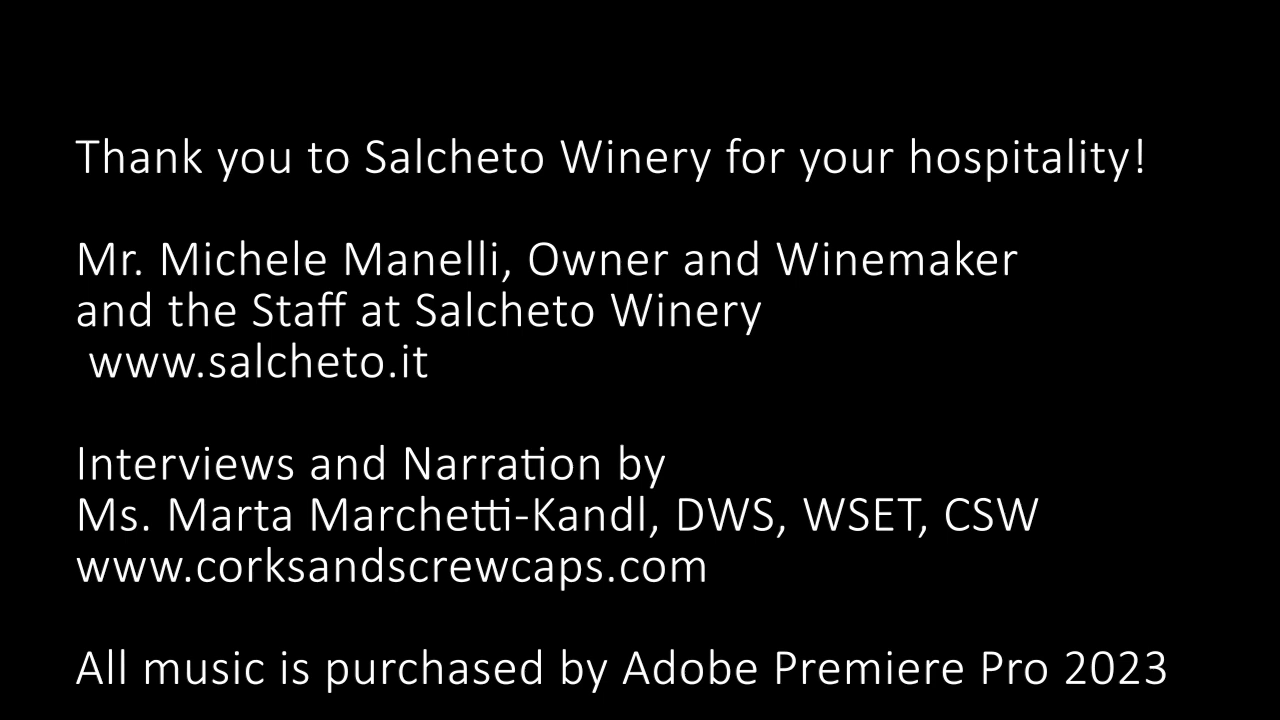 Thank you to Salcheto Winery for your hospitality!
Mr. Michele Manelli, Owner and Winemaker
and the Staff at Salcheto Winery
www.salcheto.it
Interviews and Narration by
Ms. Marta Marchetti-Kandl, DWS, WSET, CSW
www.corksandscrewcaps.com
All music is purchased by Adobe Premiere Pro 2023